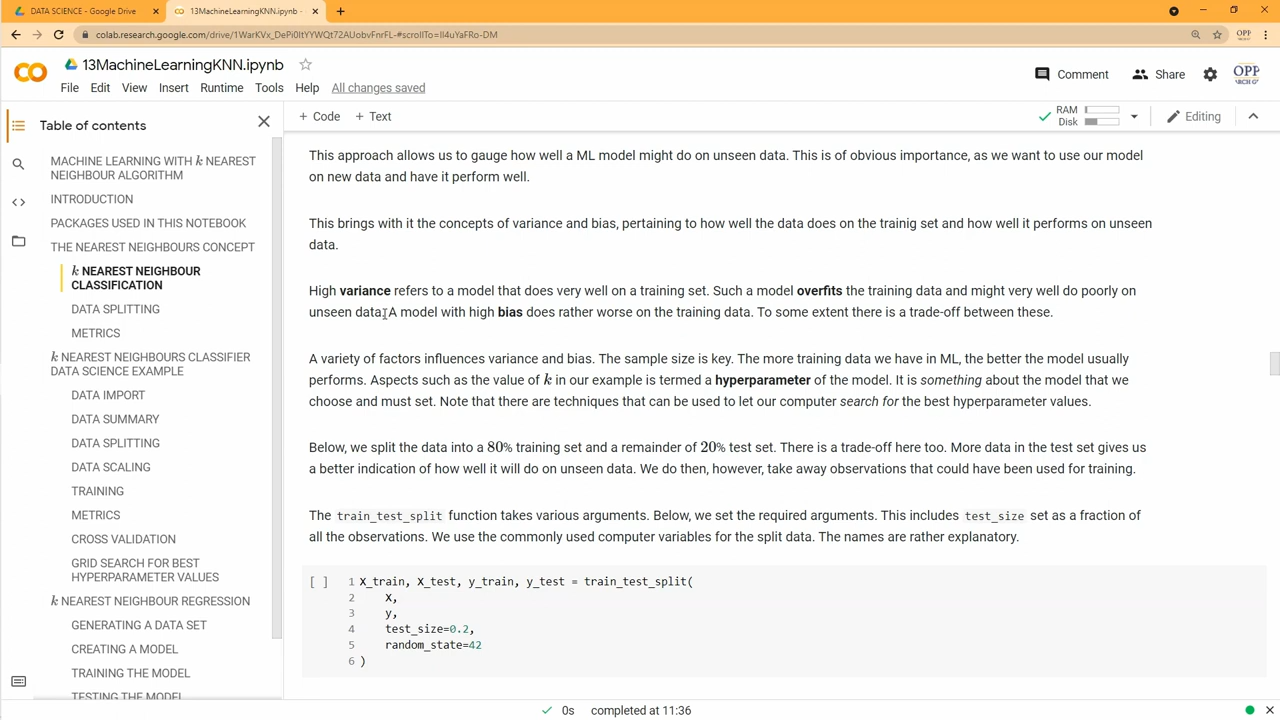 DATA SCIENCE - Google Drive
13MachineLearningKNN.ipynb -
colab.research.google.com/drive/1WarKVx_DePi0ItYYWQt72AUobvFnrFL-#scrollTo=Il4uYaFRo-DM
13MachineLearningKNN.ipynb
File Edit View Insert Runtime Tools Help All changes saved
Comment Share
OPP
Table of contents
+ Code + Text
RAM
Disk
Editing
MACHINE LEARNING WITH k NEAREST
NEIGHBOUR ALGORITHM
INTRODUCTION
PACKAGES USED IN THIS NOTEBOOK
THE NEAREST NEIGHBOURS CONCEPT
k NEAREST NEIGHBOUR
CLASSIFICATION
DATA SPLITTING
METRICS
k NEAREST NEIGHBOURS CLASSIFIER
DATA SCIENCE EXAMPLE
DATA IMPORT
DATA SUMMARY
DATA SPLITTING
DATA SCALING
TRAINING
METRICS
CROSS VALIDATION
GRID SEARCH FOR BEST
HYPERPARAMETER VALUES
k NEAREST NEIGHBOUR REGRESSION
GENERATING A DATA SET
CREATING A MODEL
TRAINING THE MODEL
TESTING THE MODEL
This approach allows us to gauge how well a ML model might do on unseen data. This is of obvious importance, as we want to use our model
on new data and have it perform well.
This brings with it the concepts of variance and bias, pertaining to how well the data does on the trainig set and how well it performs on unseen
data.
High variance refers to a model that does very well on a training set. Such a model overfits the training data and might very well do poorly on
unseen data. A model with high bias does rather worse on the training data. To some extent there is a trade-off between these.
A variety of factors influences variance and bias. The sample size is key. The more training data we have in ML, the better the model usually
performs. Aspects such as the value of k in our example is termed a hyperparameter of the model. It is something about the model that we
choose and must set. Note that there are techniques that can be used to let our computer search for the best hyperparameter values.
Below, we split the data into a 80% training set and a remainder of 20% test set. There is a trade-off here too. More data in the test set gives us
a better indication of how well it will do on unseen data. We do then, however, take away observations that could have been used for training.
The train_test_split function takes various arguments. Below, we set the required arguments. This includes test_size set as a fraction of
all the observations. We use the commonly used computer variables for the split data. The names are rather explanatory.
[ ] 1 X_train, X_test, y_train, y_test = train_test_split(
2 X,
3 y,
4 test_size=0.2,
5 random_state=42
6 )
0s completed at 11:36